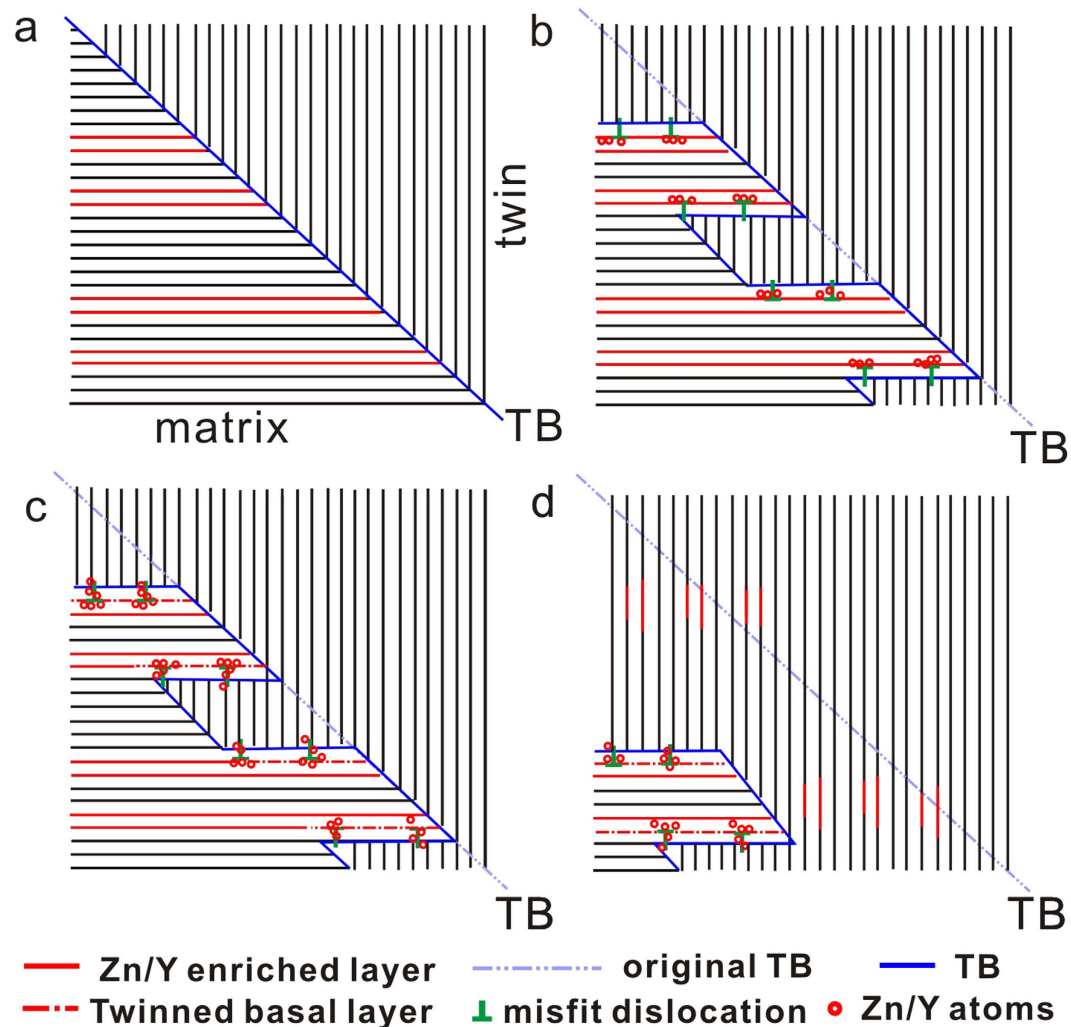 a
b
twin
matrix
TB
TB
c
d
TB
TB
Zn/Y enriched layer
original TB
TB
Twinned basal layer
misfit dislocation
Zn/Y atoms